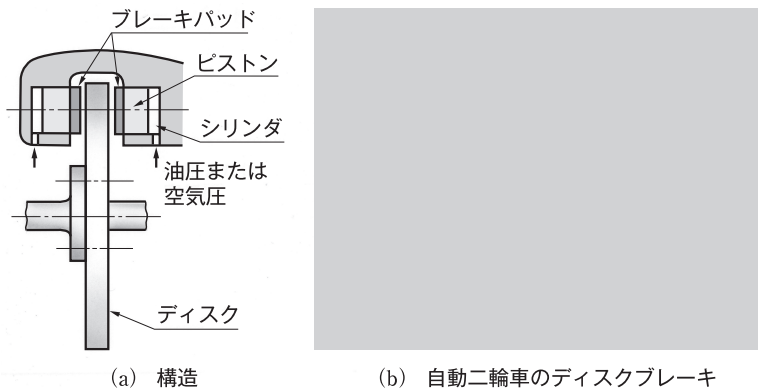 ブレーキパッド
ピストン
シリンダ
油圧または
空気圧
ディスク
(a) 構造
(b) 自動二輪車のディスクブレーキ